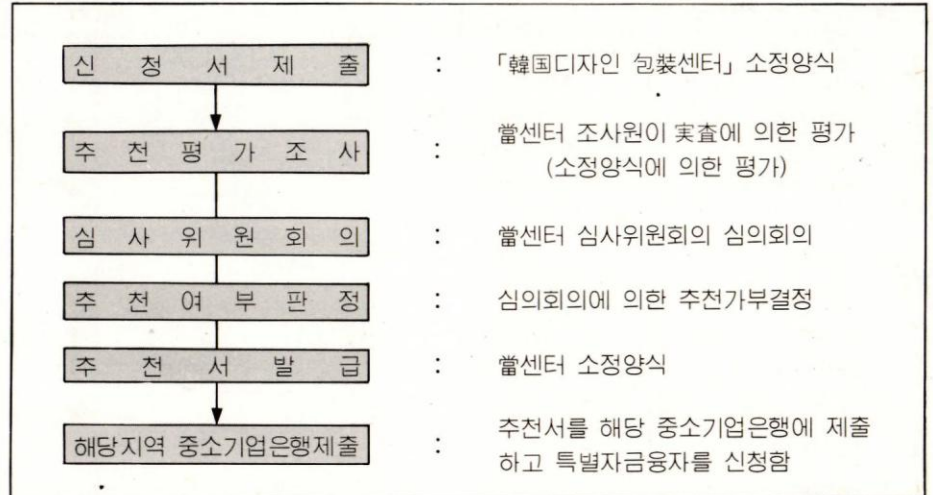 신청서제출 : 「韓国디자인 包裝센터」 소정양식
추천평가조사 : 當센터 조사원이 実査에 의한 평가
(소정양식에 의한 평가)
심사위원회의 : 當센터 심사위원회의 심의회의
추천여부판정 : 심의회의에 의한 추천가부결정
추천서발급 : 當센터 소정양식
해당지역 중소기업은행제출 : 추천서를 해당 중소기업은행에 제출
하고 특별자금융자를 신청함